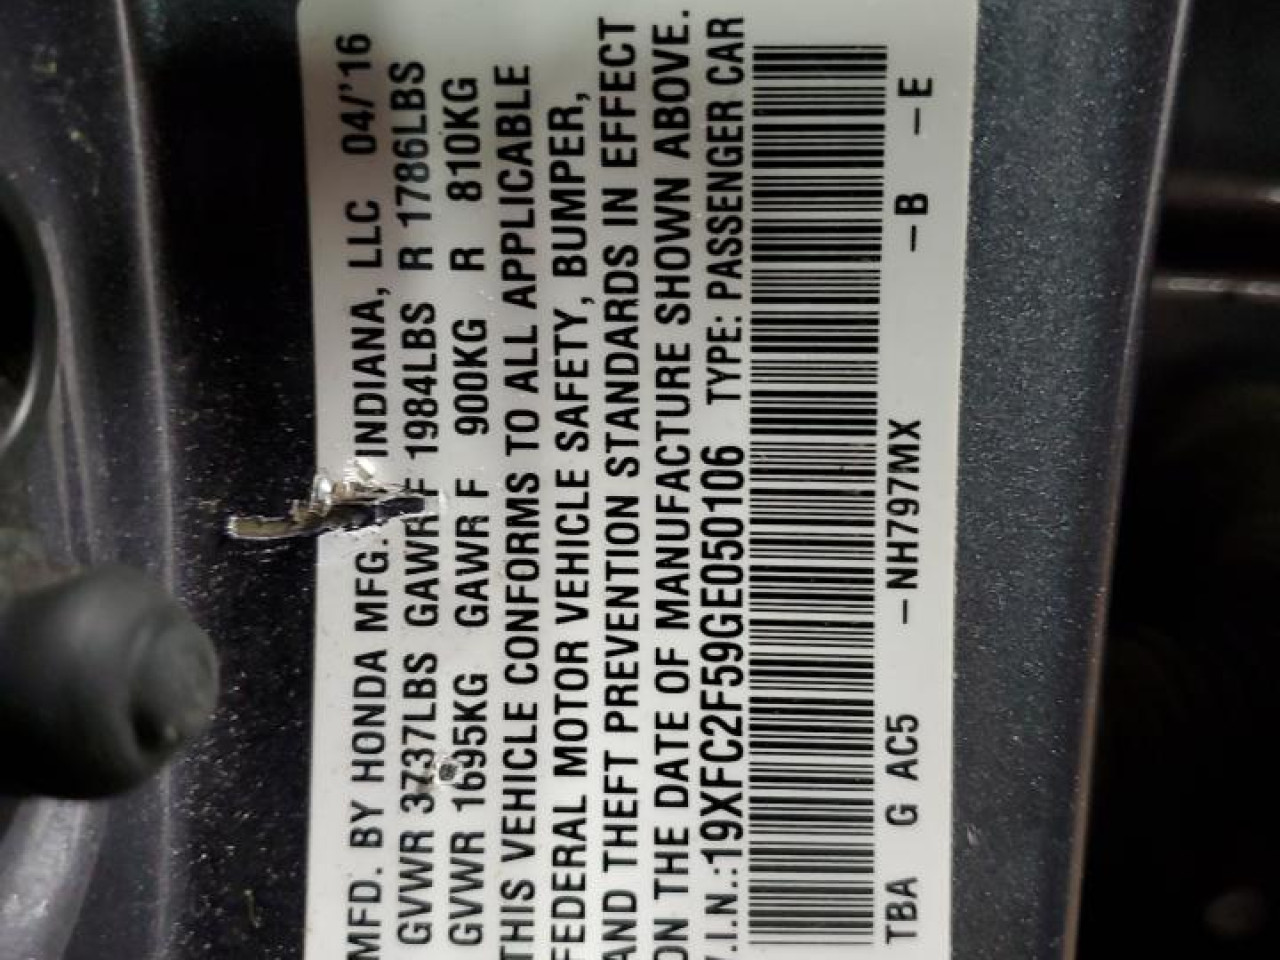 MFD. BY HONDA MFG. INDIANA, LLC 04/'16
GVWR 3737LBS GAWR F 1984LBS R 1786LBS
GVWR 1695KG GAWR F 900KG R 810KG
THIS VEHICLE CONFORMS TO ALL APPLICABLE
FEDERAL MOTOR VEHICLE SAFETY, BUMPER,
AND THEFT PREVENTION STANDARDS IN EFFECT
ON THE DATE OF MANUFACTURE SHOWN ABOVE.
V.I.N.:19XFC2F59GE050106 TYPE: PASSENGER CAR
TBA G AC5 –NH797MX –B –E